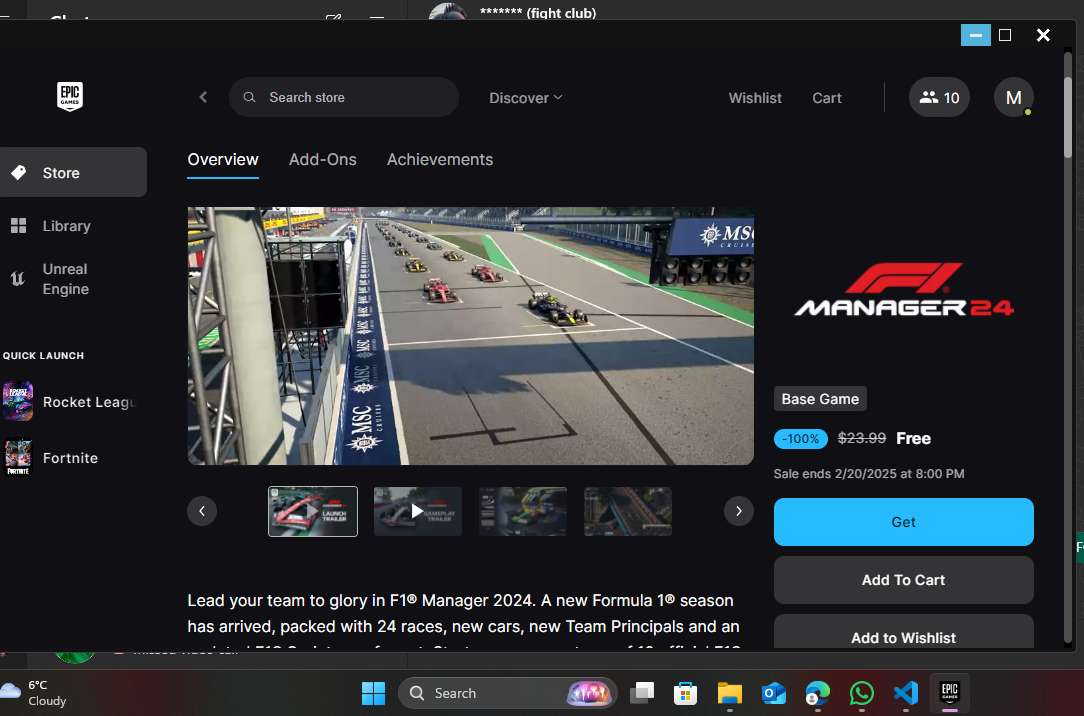 ******* (fight club)
EPIC
GAMES
Search store
Discover
Wishlist
Cart
10
M
Store
Library
Unreal
Engine
QUICK LAUNCH
Rocket Leagu
Fortnite
Overview
Add-Ons
Achievements
MSC
MSC
CRUISES
LAUNCH
TRAILER
GAMEPLAY
TRAILER
F1
MANAGER 24
Base Game
-100%
$23.99
Free
Sale ends 2/20/2025 at 8:00 PM
Get
Add To Cart
Add to Wishlist
Lead your team to glory in F1® Manager 2024. A new Formula 1® season
has arrived, packed with 24 races, new cars, new Team Principals and an
6°C
Cloudy
Search
EPIC
GAMES